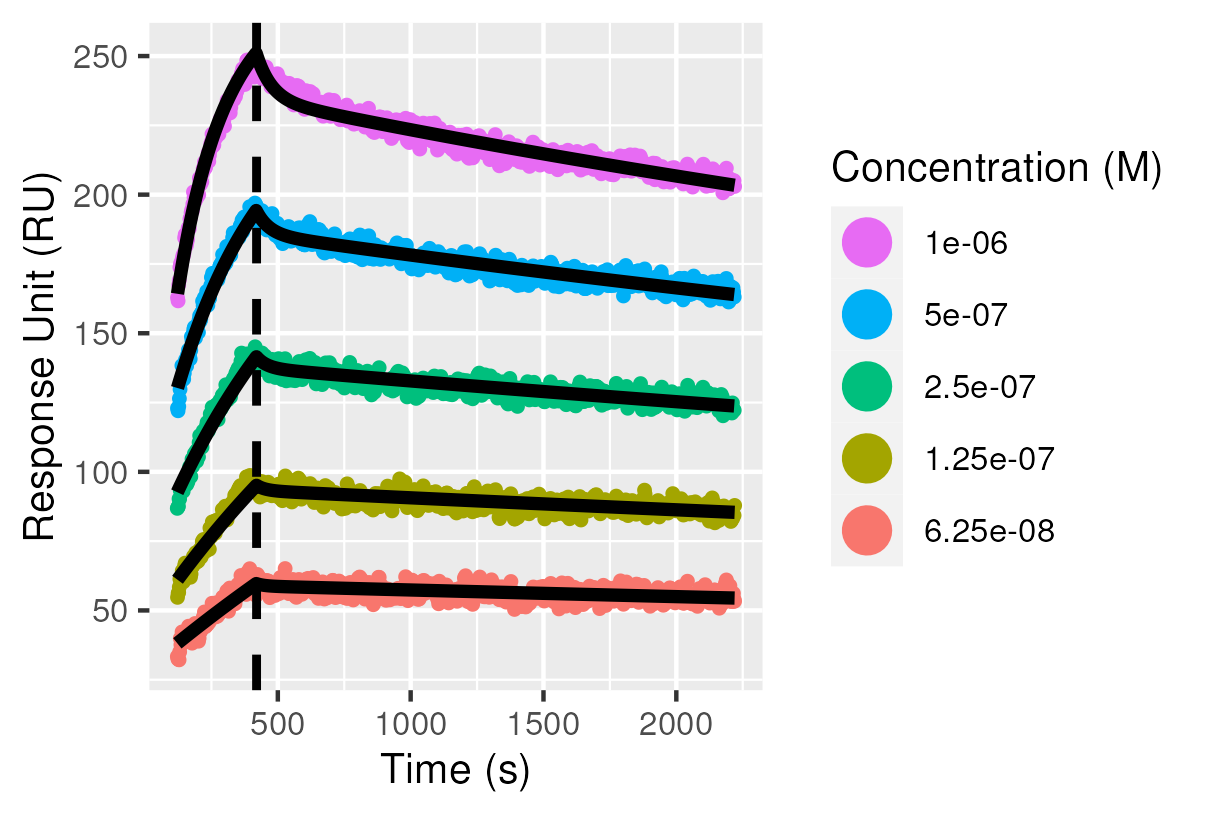 250
200
150
100
50
Response Unit (RU)
500 1000 1500 2000
Time (s)
Concentration (M)
1e-06
5e-07
2.5e-07
1.25e-07
6.25e-08